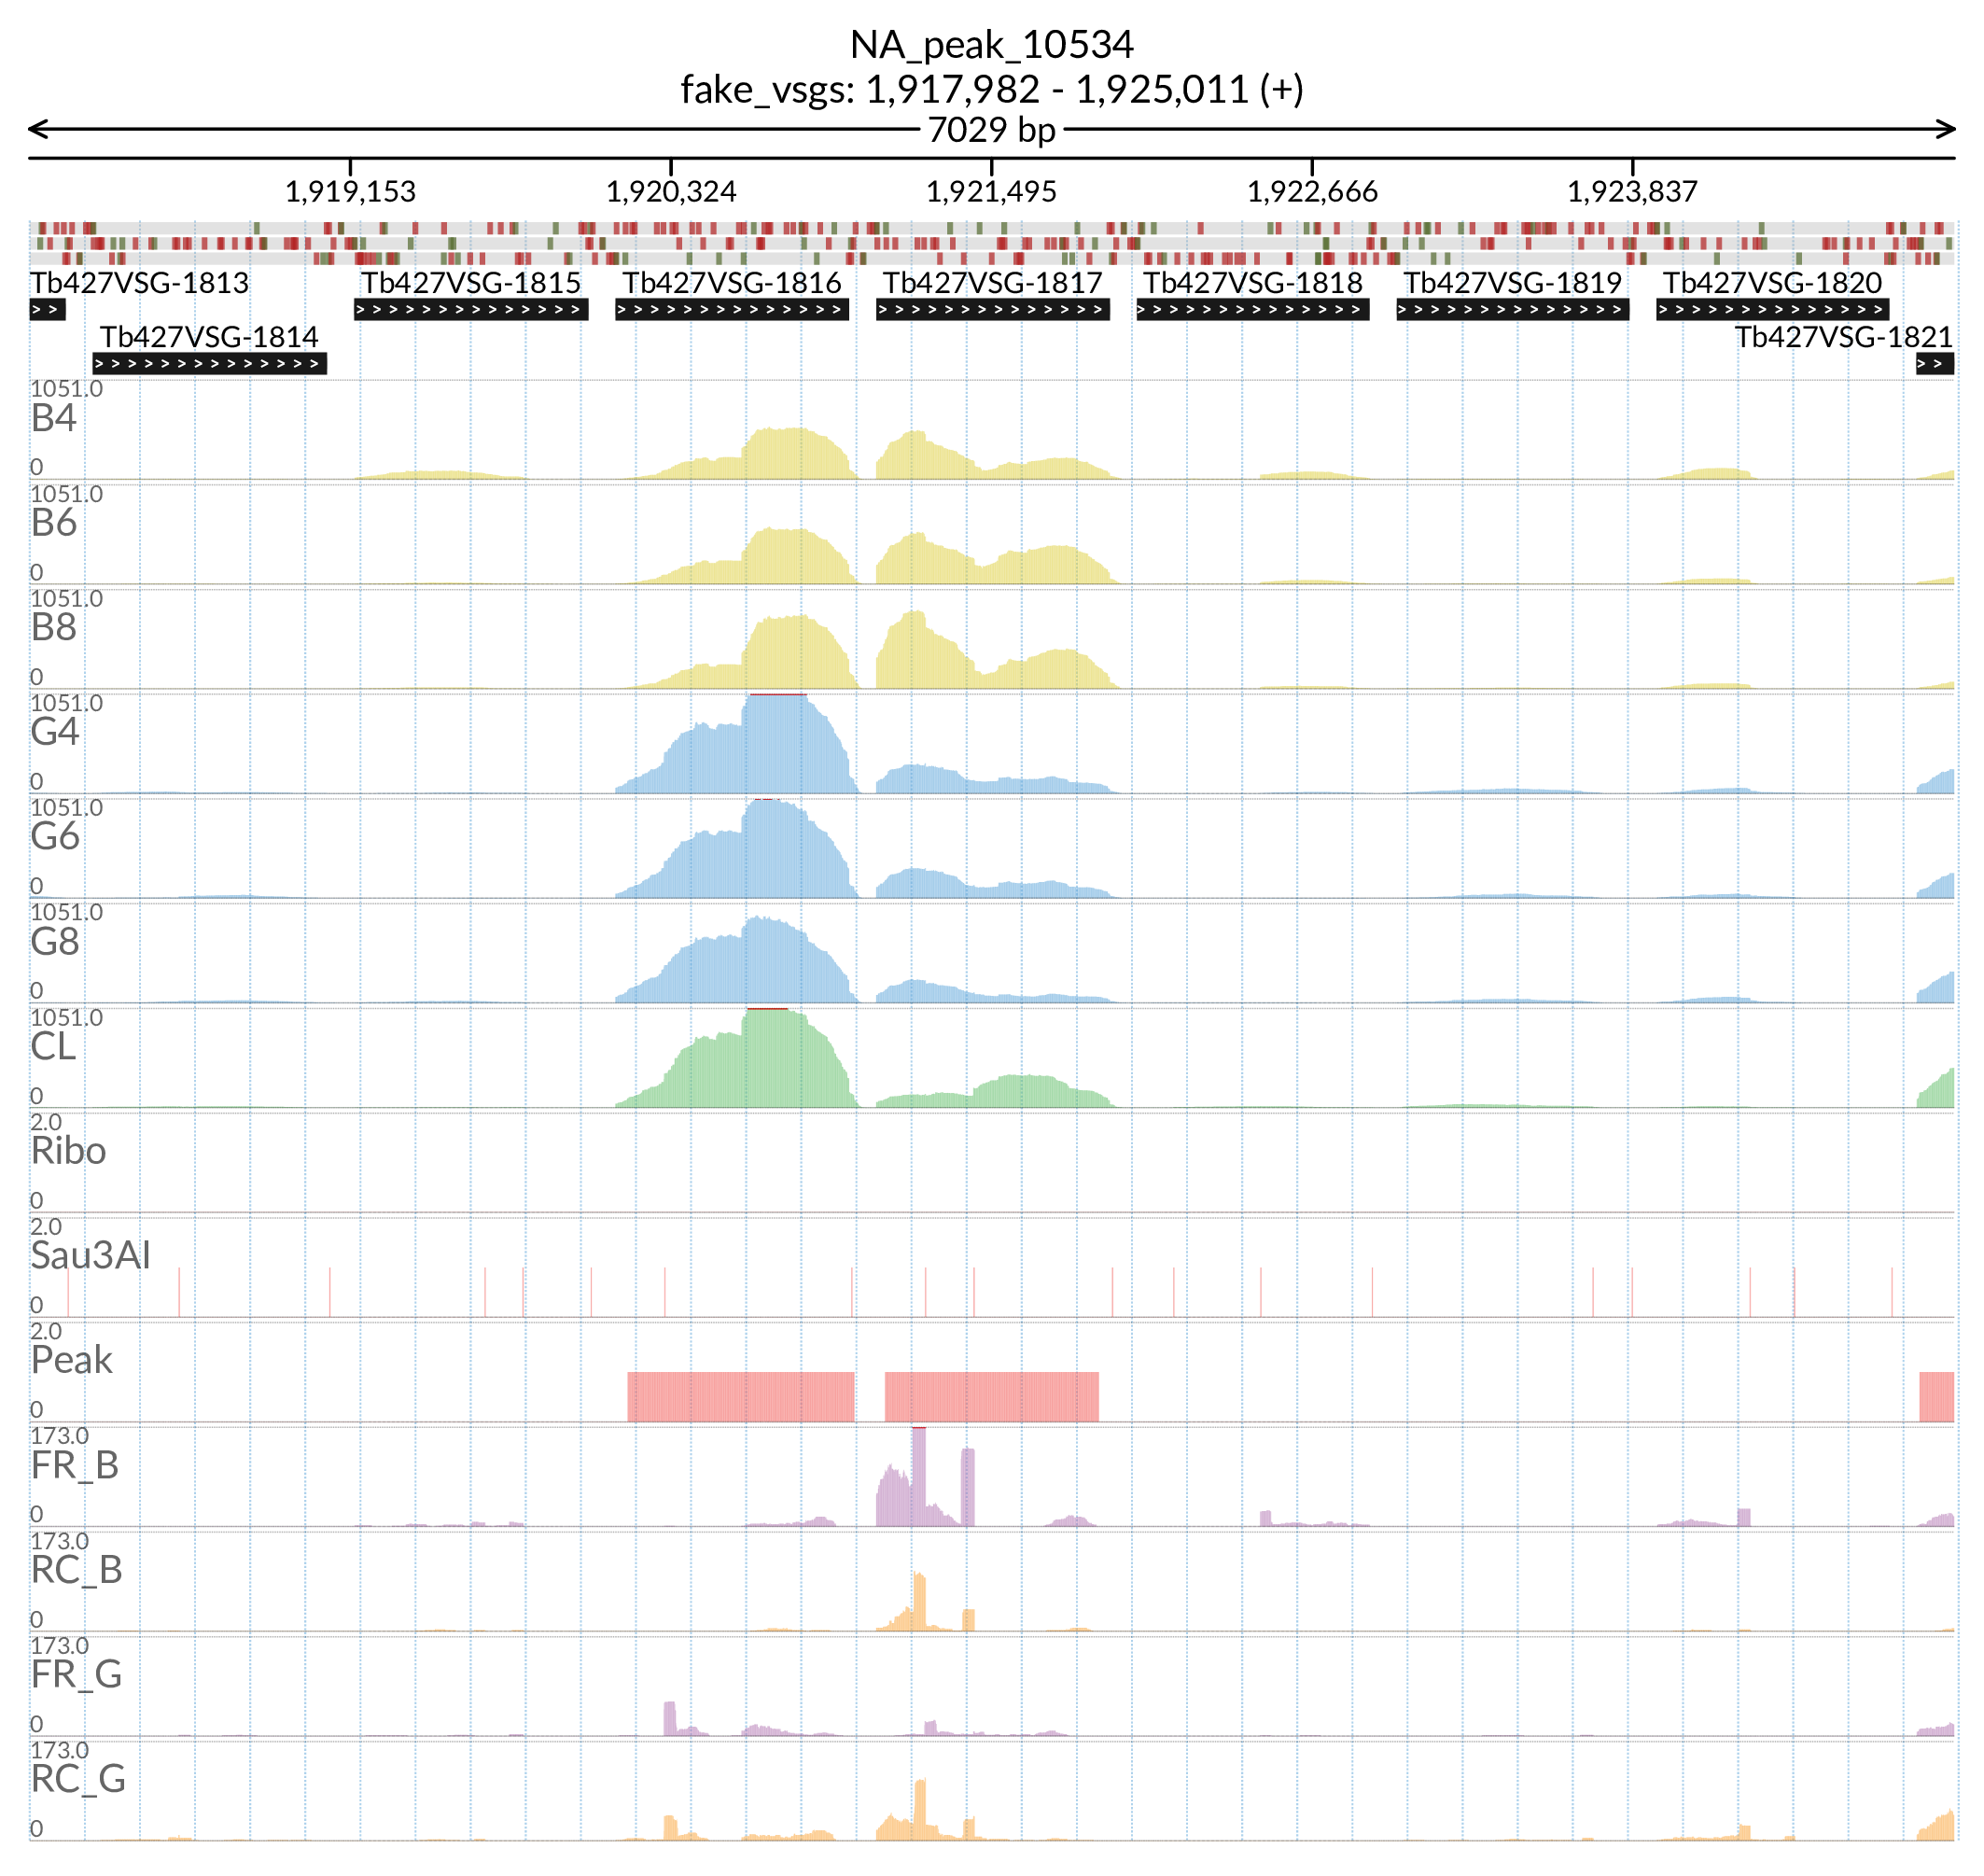 NA_peak_10534
fake_vsgs: 1,917,982 - 1,925,011 (+)
7029 bp
1,919,153 1,920,324 1,921,495 1,922,666 1,923,837
Tb427VSG-1813 Tb427VSG-1815 Tb427VSG-1816 Tb427VSG-1817 Tb427VSG-1818 Tb427VSG-1819 Tb427VSG-1820
Tb427VSG-1814 Tb427VSG-1821
1051.0
B4
0
1051.0
B6
0
1051.0
B8
0
1051.0
G4
0
1051.0
G6
0
1051.0
G8
0
1051.0
CL
0
2.0
Ribo
0
2.0
Sau3AI
0
2.0
Peak
0
173.0
FR_B
0
173.0
RC_B
0
173.0
FR_G
0
173.0
RC_G
0